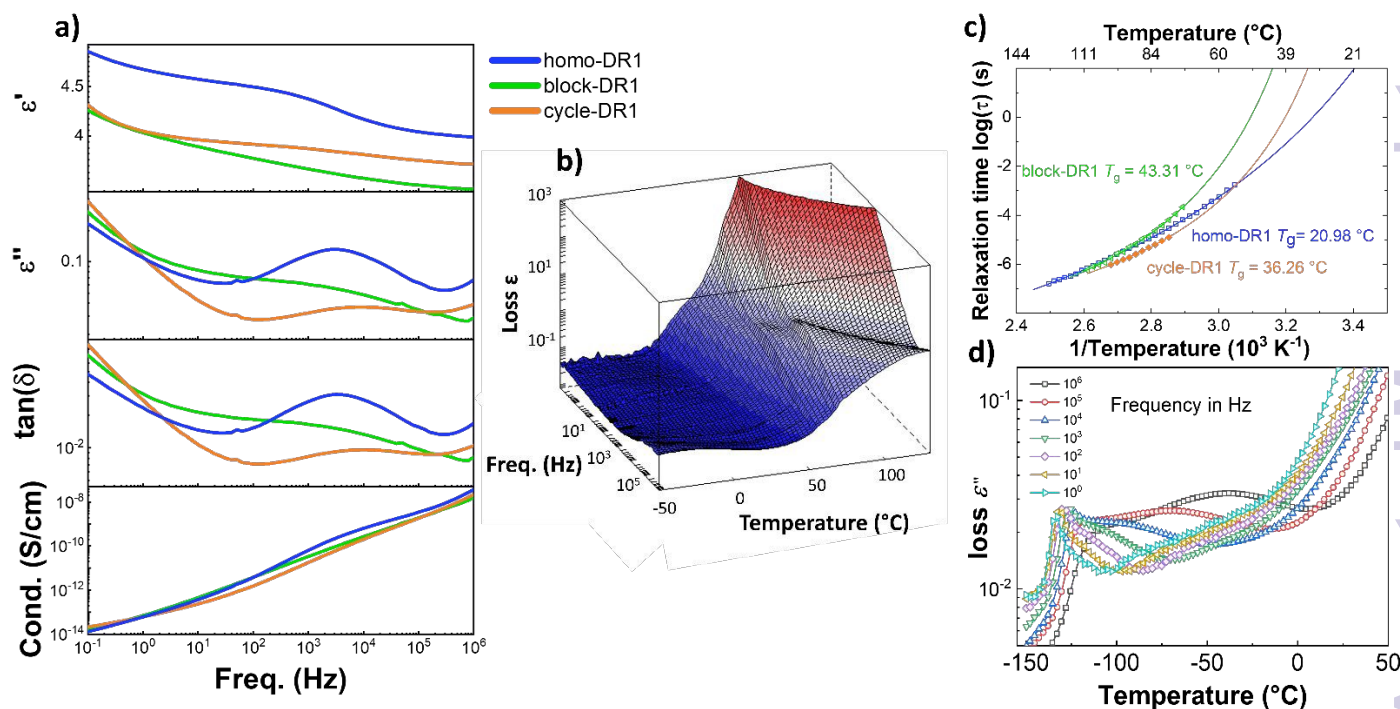 a)
ε'
4.5
4
ε''
0.1
tan(δ)
10⁻²
Cond. (S/cm)
10⁻⁸
10⁻¹⁰
10⁻¹²
10⁻¹⁴
10⁻¹ 10⁰ 10¹ 10² 10³ 10⁴ 10⁵ 10⁶
Freq. (Hz)
homo-DR1
block-DR1
cycle-DR1
b)
Loss ε
10³
10¹
10⁻¹
Freq. (Hz)
10¹
10³
10⁵
-50 0 50 100
Temperature (°C)
c)
Temperature (°C)
144 111 84 60 39 21
Relaxation time log(τ) (s)
0
-2
-4
-6
block-DR1 Tg = 43.31 °C
homo-DR1 Tg= 20.98 °C
cycle-DR1 Tg = 36.26 °C
2.4 2.6 2.8 3.0 3.2 3.4
1/Temperature (10³ K⁻¹)
d)
loss ε''
10⁻¹
10⁻²
10⁶
10⁵
10⁴
10³
10²
10¹
10⁰
Frequency in Hz
-150 -100 -50 0 50
Temperature (°C)